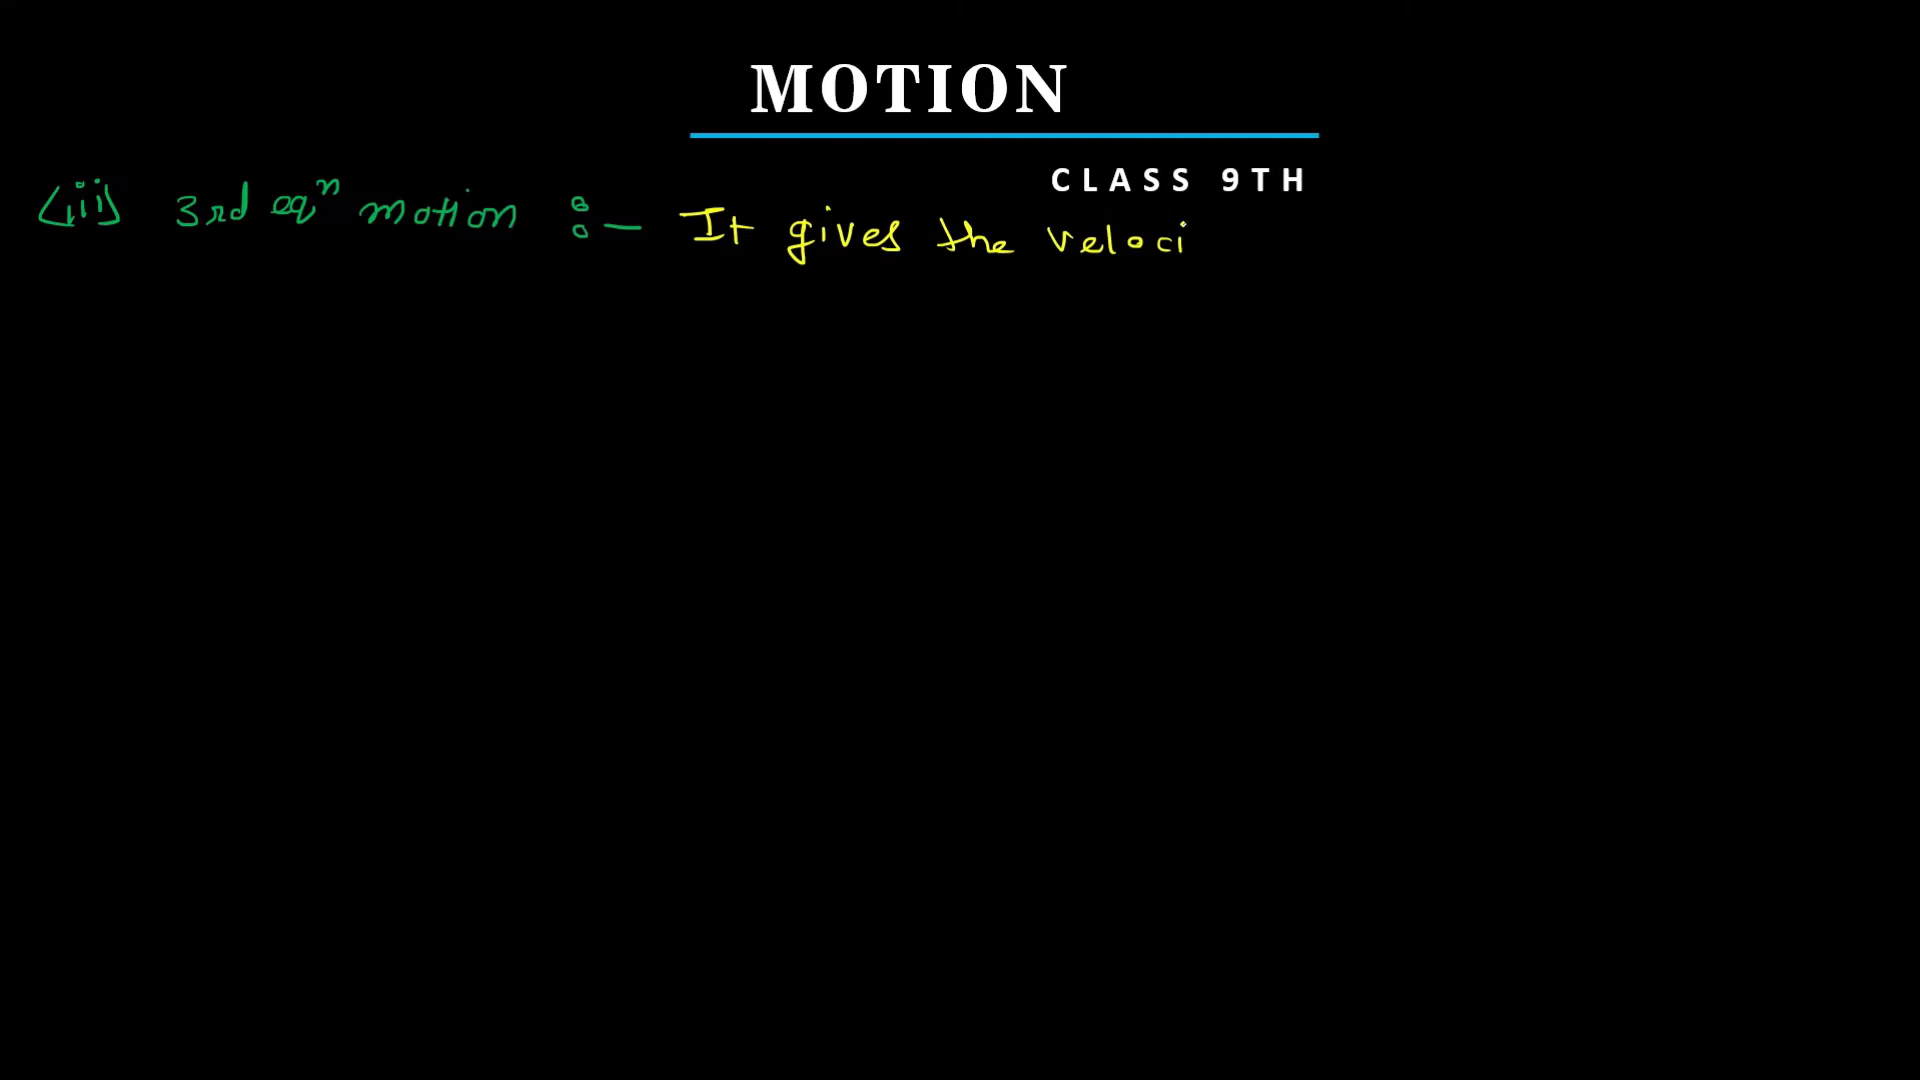 MOTION
CLASS 9TH
(iii) 3rd eqⁿ motion :- It gives the veloci